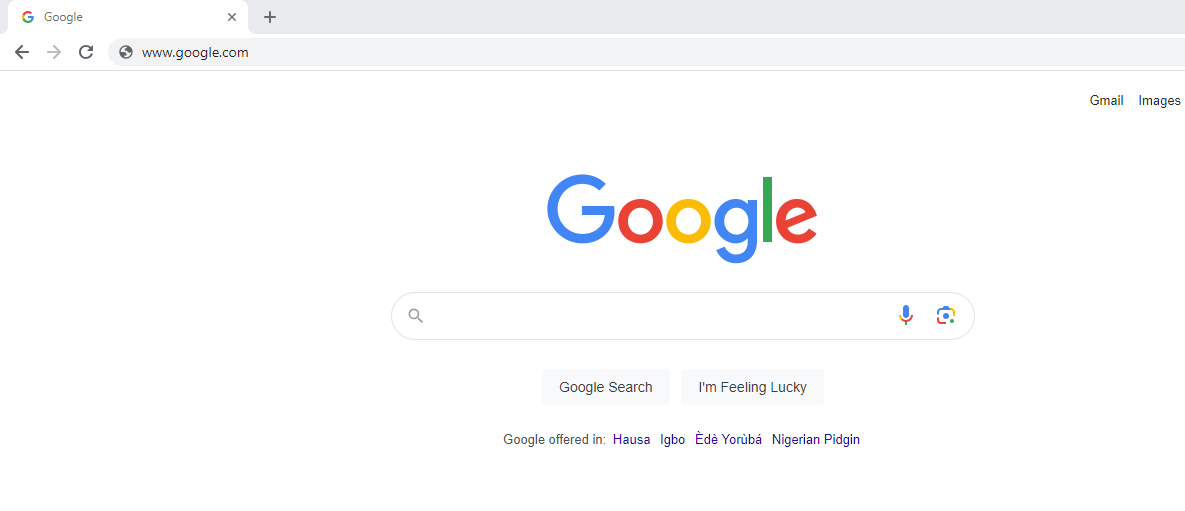 Google
www.google.com
Gmail Images
Google
Google Search I'm Feeling Lucky
Google offered in: Hausa Igbo Èdè Yorùbá Nigerian Pidgin